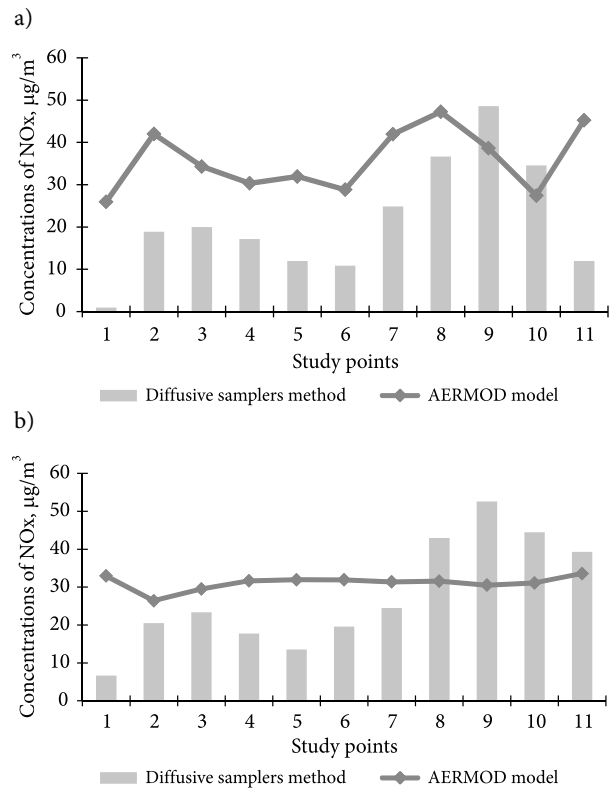 a)
Concentrations of NOx, µg/m³
60
50
40
30
20
10
0
1 2 3 4 5 6 7 8 9 10 11
Study points
Diffusive samplers method AERMOD model
b)
Concentrations of NOx, µg/m³
60
50
40
30
20
10
0
1 2 3 4 5 6 7 8 9 10 11
Study points
Diffusive samplers method AERMOD model